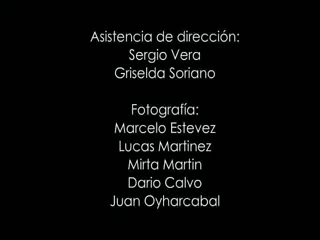 Asistencia de dirección:
Sergio Vera
Griselda Soriano
Fotografía:
Marcelo Estevez
Lucas Martinez
Mirta Martin
Dario Calvo
Juan Oyharcabal